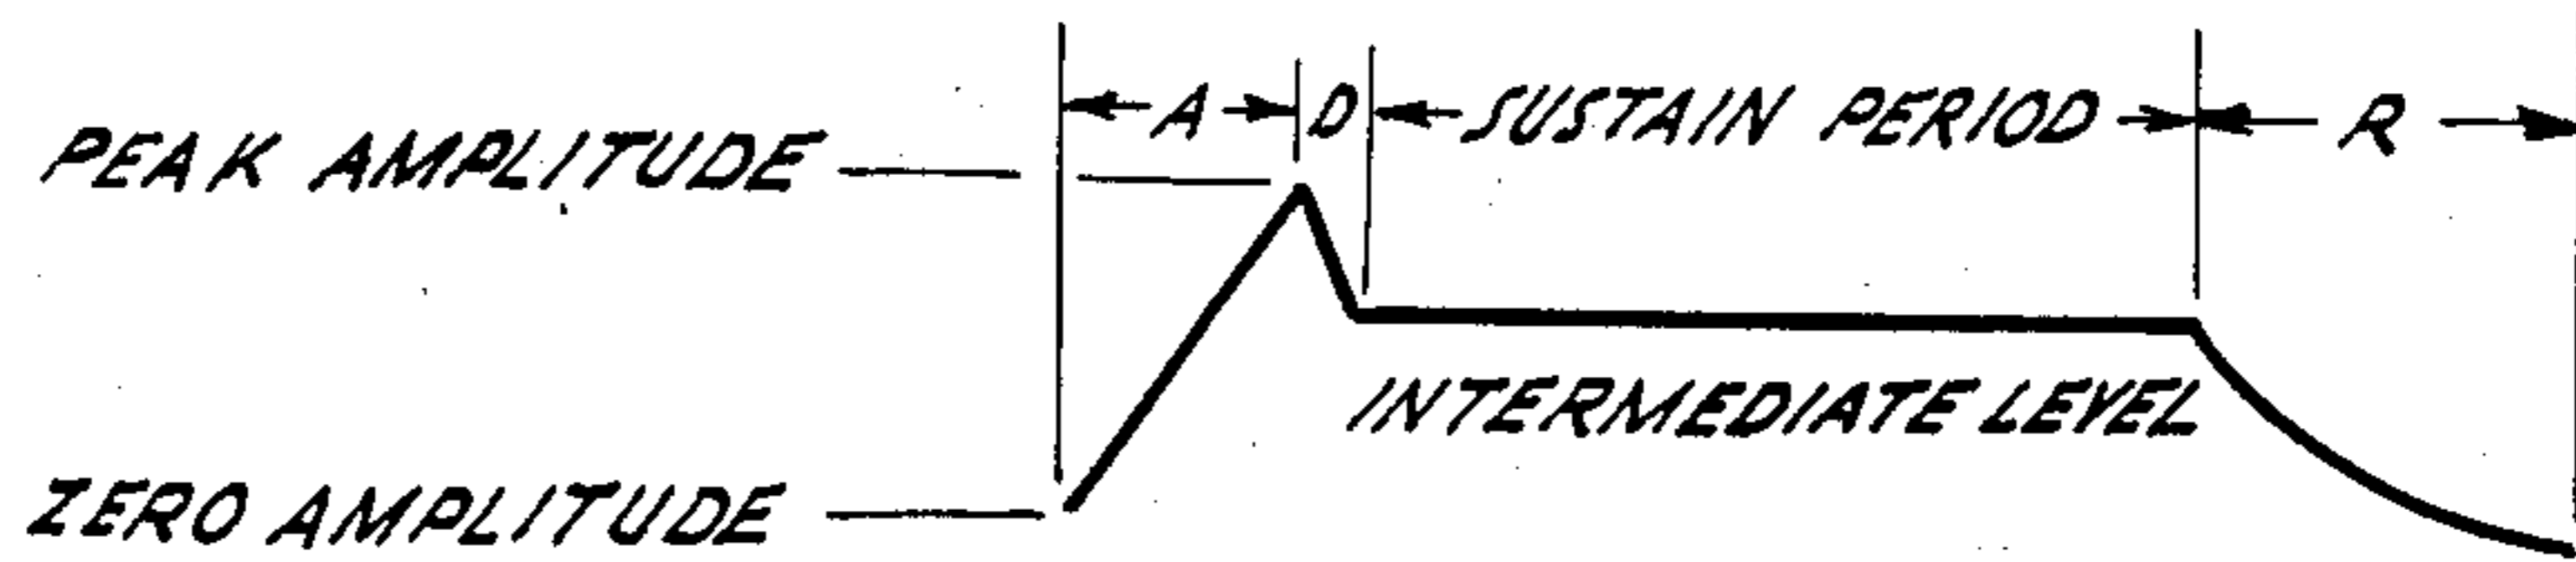 A D SUSTAIN PERIOD R
PEAK AMPLITUDE
INTERMEDIATE LEVEL
ZERO AMPLITUDE